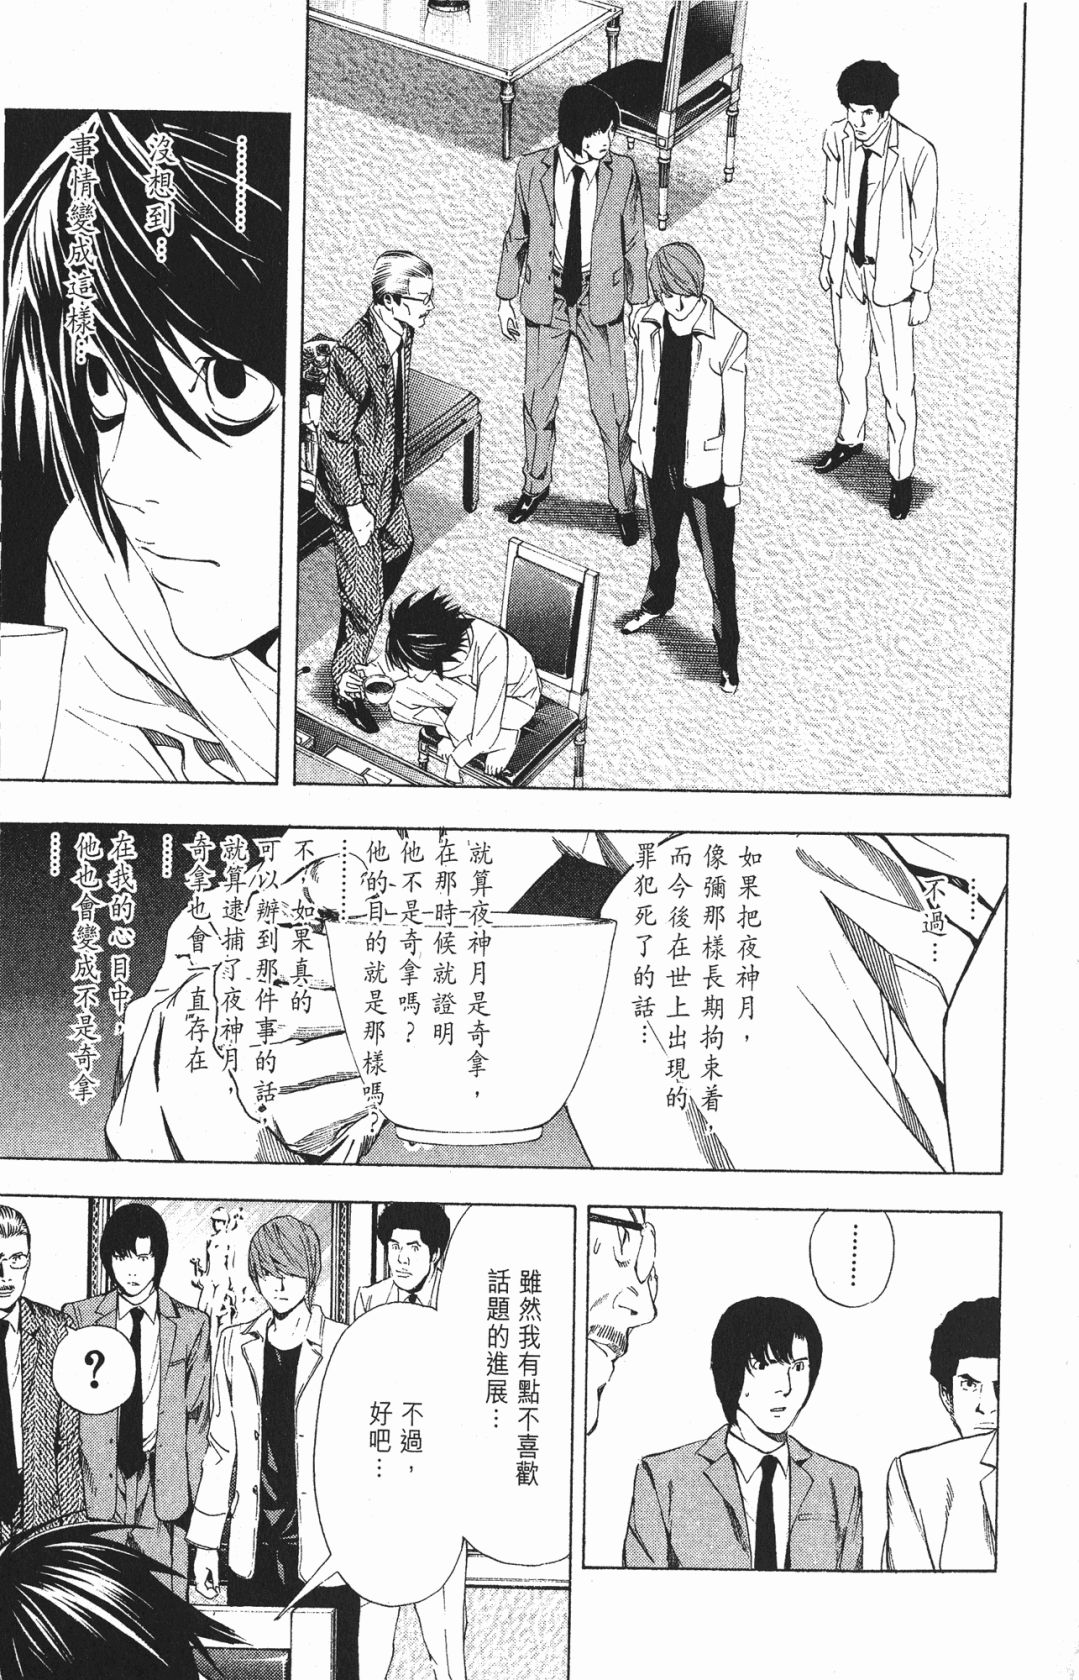 ………
沒想到…
事情變成這樣…
……
不過…
如果把夜神月，
像彌那樣長期拘束着，
而今後在世上出現的
罪犯死了的話…
就算夜神月是奇拿，
在那時候就證明
他不是奇拿嗎？
他的目的就是那樣嗎？
………
不，如果真的
可以辦到那件事的話，
就算逮捕了夜神月，
奇拿也會一直存在
……
在我的心目中，
他也會變成不是奇拿
……
………
雖然我有點不喜歡
話題的進展…
不過，
好吧…
？